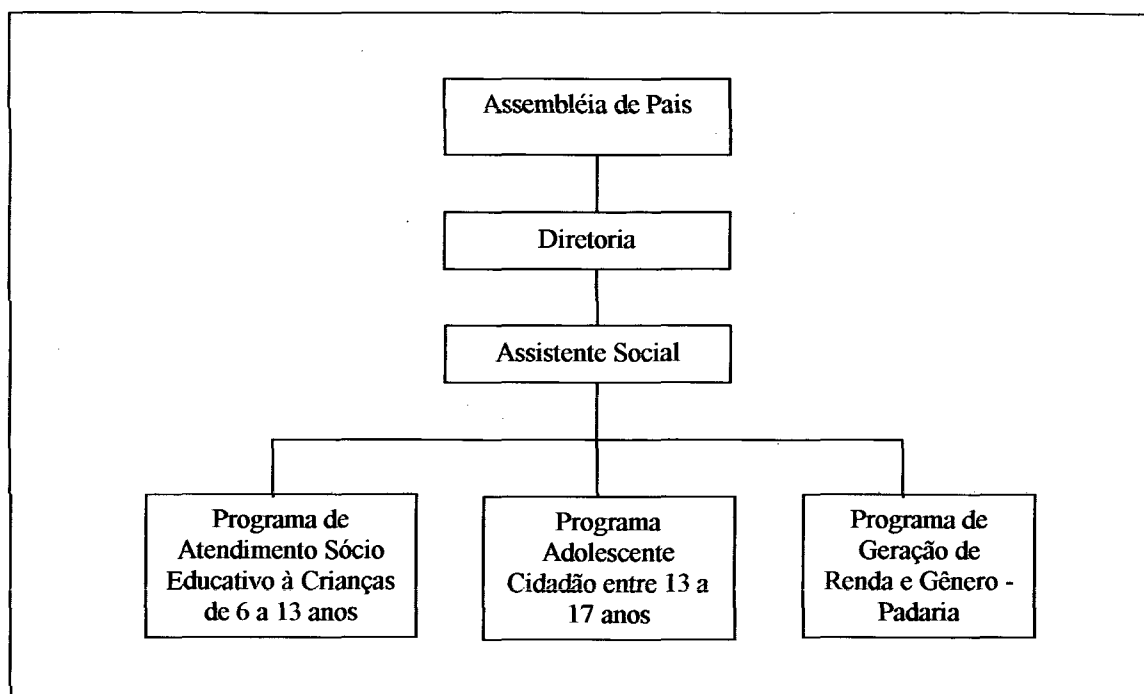 Assembléia de Pais
Diretoria
Assistente Social
Programa de
Atendimento Sócio
Educativo à Crianças
de 6 a 13 anos
Programa
Adolescente
Cidadão entre 13 a
17 anos
Programa de
Geração de
Renda e Gênero -
Padaria